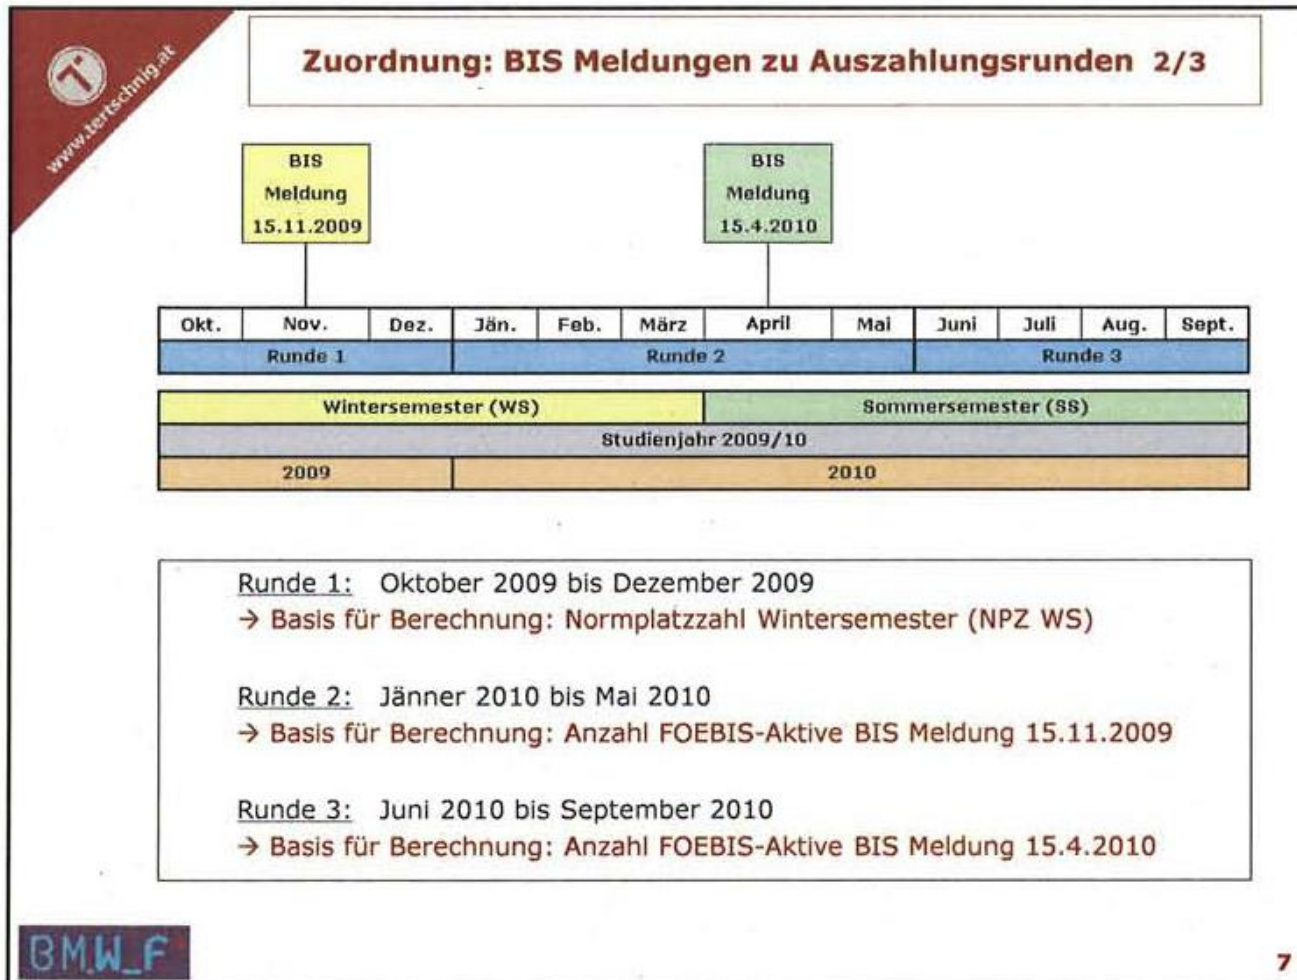 www.tertschnig.at
Zuordnung: BIS Meldungen zu Auszahlungsrunden 2/3
BIS
Meldung
15.11.2009
BIS
Meldung
15.4.2010
Okt. Nov. Dez. Jän. Feb. März April Mai Juni Juli Aug. Sept.
Runde 1 Runde 2 Runde 3
Wintersemester (WS) Sommersemester (SS)
Studienjahr 2009/10
2009 2010
Runde 1: Oktober 2009 bis Dezember 2009
→ Basis für Berechnung: Normplatzzahl Wintersemester (NPZ WS)
Runde 2: Jänner 2010 bis Mai 2010
→ Basis für Berechnung: Anzahl FOEBIS-Aktive BIS Meldung 15.11.2009
Runde 3: Juni 2010 bis September 2010
→ Basis für Berechnung: Anzahl FOEBIS-Aktive BIS Meldung 15.4.2010
BM.W_F
7